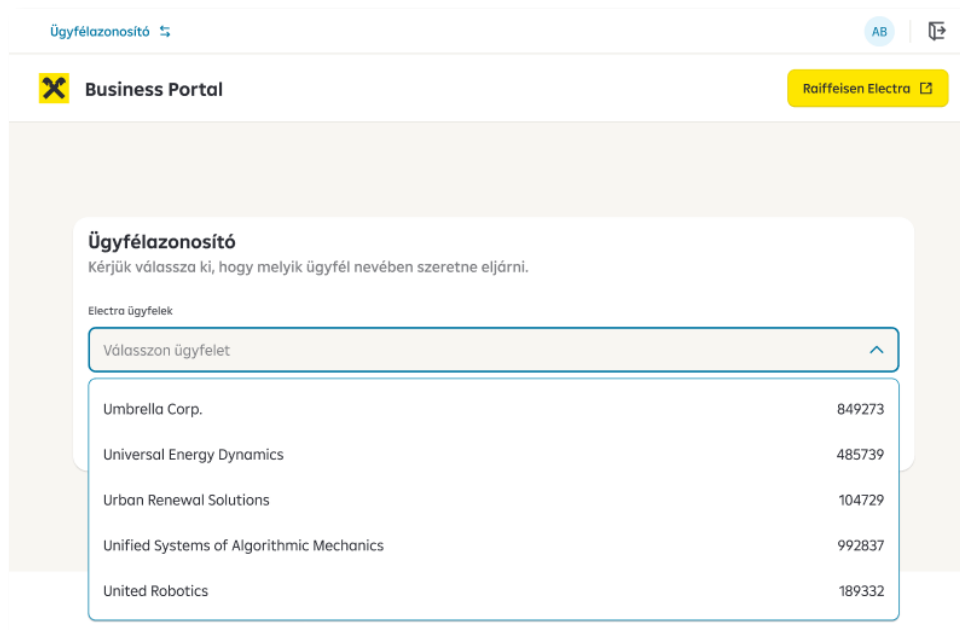 Ügyfélazonosító
AB
Business Portal
Raiffeisen Electra
Ügyfélazonosító
Kérjük válassza ki, hogy melyik ügyfél nevében szeretne eljárni.
Electra ügyfelek
Válasszon ügyfelet
Umbrella Corp. 849273
Universal Energy Dynamics 485739
Urban Renewal Solutions 104729
Unified Systems of Algorithmic Mechanics 992837
United Robotics 189332